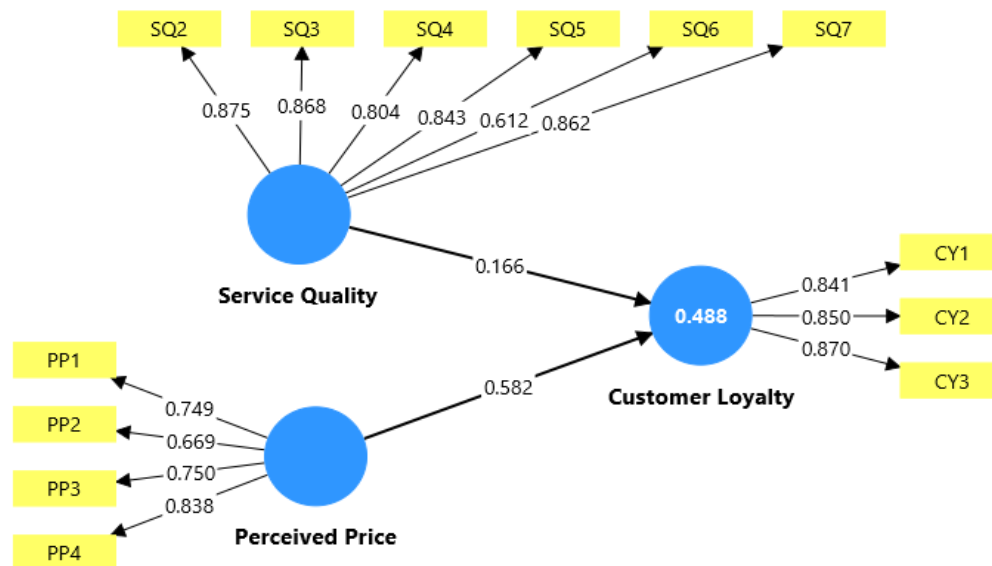 SQ2 SQ3 SQ4 SQ5 SQ6 SQ7
0.875 0.868 0.804 0.843 0.612 0.862
0.166
Service Quality
CY1
0.841
0.488 0.850 CY2
0.870
Customer Loyalty CY3
PP1
0.582
0.749
PP2
0.669
0.750
PP3
0.838
Perceived Price
PP4